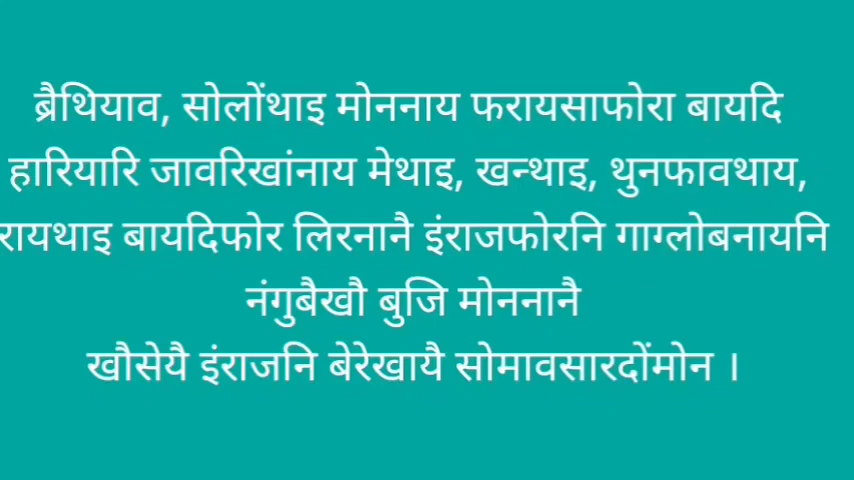 ब्रैथियाव, सोलोंथाइ मोननाय फरायसाफोरा बायदि
हारियारि जावरिखांनाय मेथाइ, खन्थाइ, थुनफावथाय,
रायथाइ बायदिफोर लिरनानै इंराजफोरनि गाग्लोबनायनि
नंगुबैखौ बुजि मोननानै
खौसेयै इंराजनि बेरेखायै सोमावसारदोंमोन ।